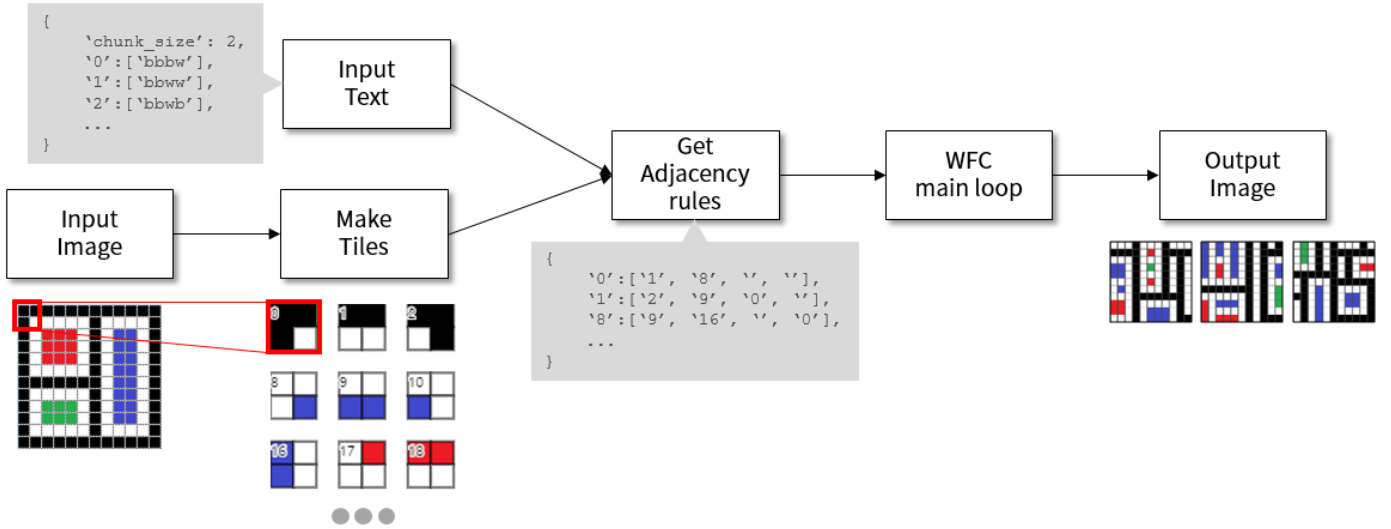 {
‘chunk_size’: 2,
‘0’:[‘bbbw’],
‘1’:[‘bbww’],
‘2’:[‘bbwb’],
...
}
Input
Text
Input
Image
Make
Tiles
Get
Adjacency
rules
WFC
main loop
Output
Image
{
‘0’:[‘1’, ‘8’, ‘’, ‘’],
‘1’:[‘2’, ‘9’, ‘0’, ‘’],
‘8’:[‘9’, ‘16’, ‘’, ‘0’],
...
}
0 1 2
8 9 10
16 17 18